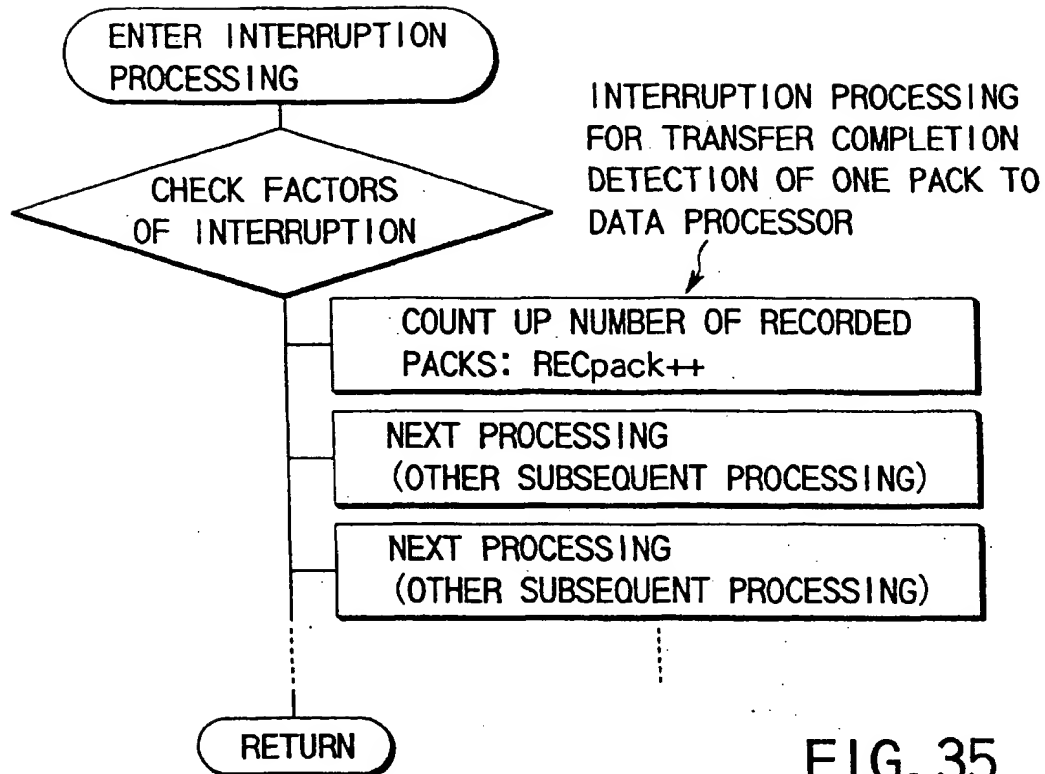 ENTER INTERRUPTION
PROCESSING
INTERRUPTION PROCESSING
FOR TRANSFER COMPLETION
DETECTION OF ONE PACK TO
DATA PROCESSOR
CHECK FACTORS
OF INTERRUPTION
COUNT UP NUMBER OF RECORDED
PACKS: RECpack++
NEXT PROCESSING
(OTHER SUBSEQUENT PROCESSING)
NEXT PROCESSING
(OTHER SUBSEQUENT PROCESSING)
RETURN
FIG. 35